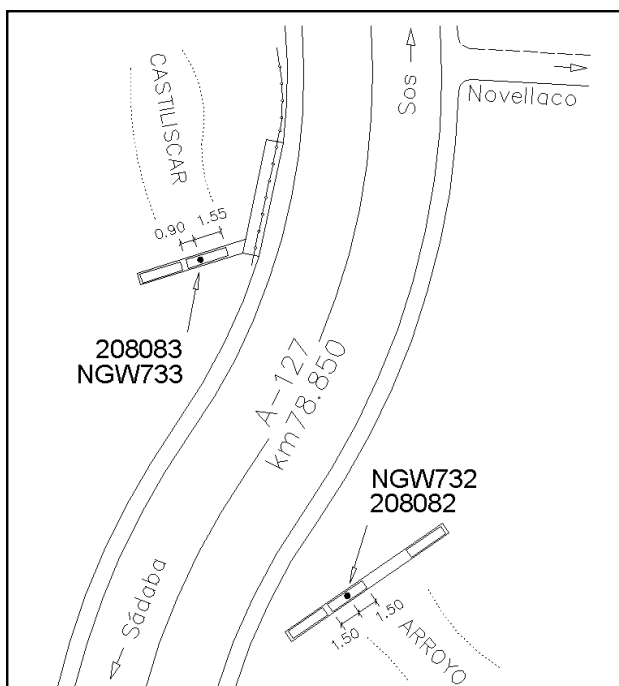 CASTILISCAR
Sos
Novellaco
0.90
1.55
208083
NGW733
A-127
km78.850
NGW732
208082
Sádaba
1.50
1.50
ARROYO